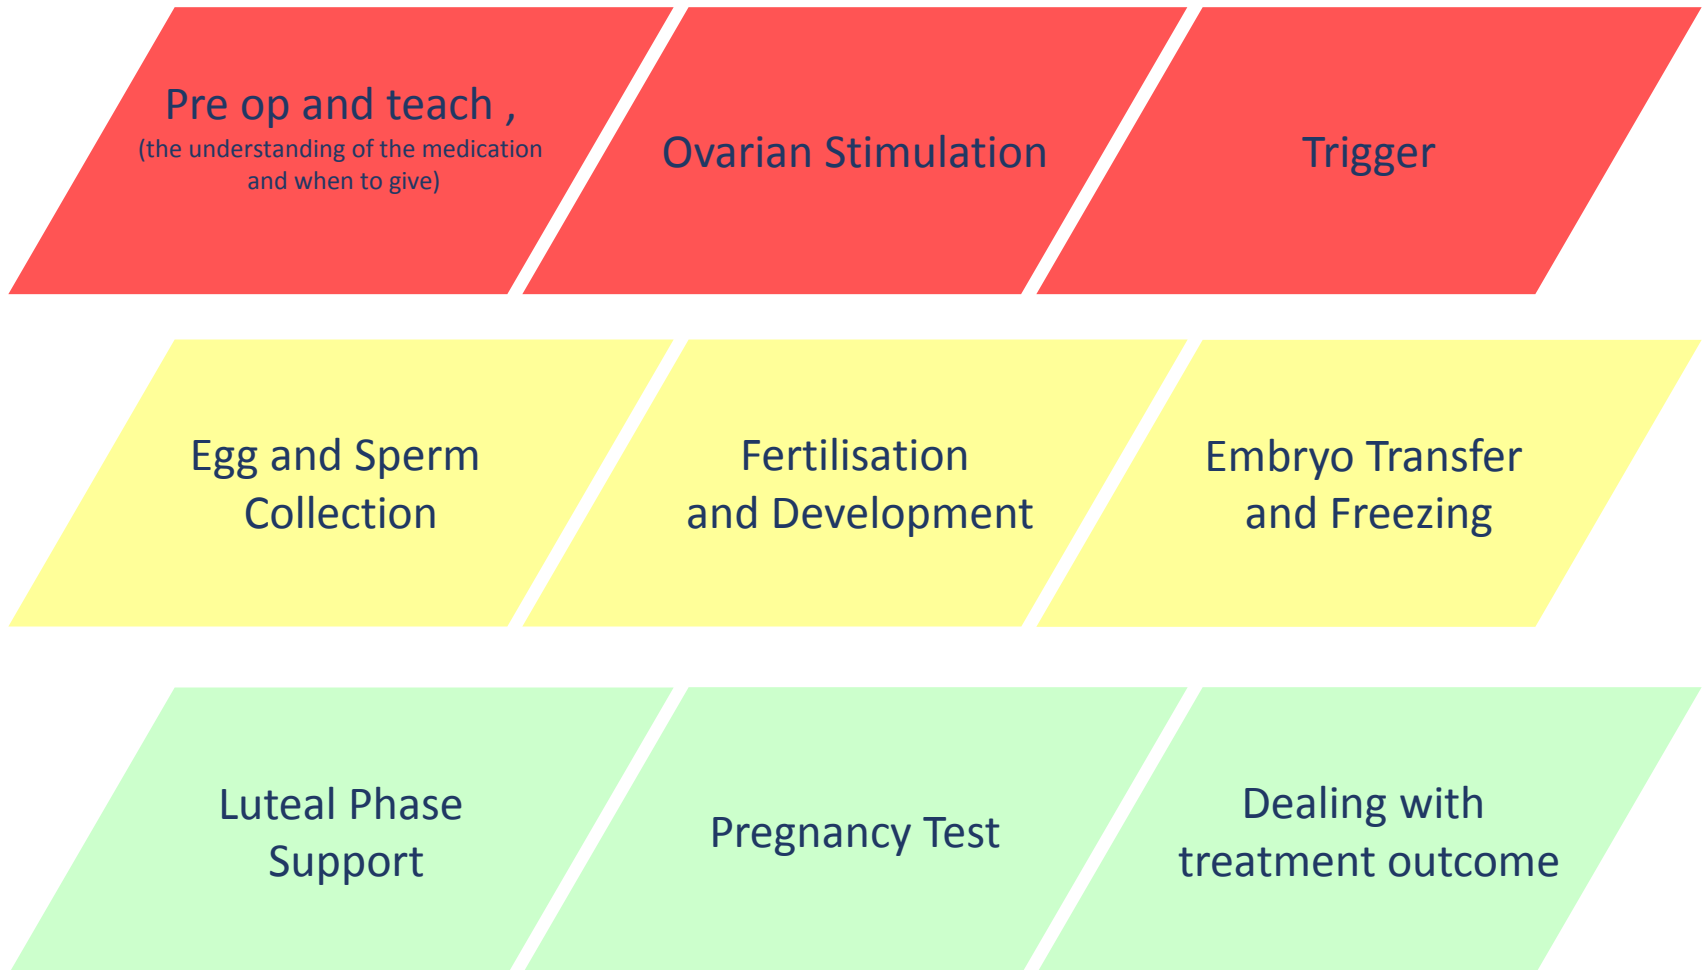 Pre op and teach ,
(the understanding of the medication
and when to give)
Ovarian Stimulation
Trigger
Egg and Sperm
Collection
Fertilisation
and Development
Embryo Transfer
and Freezing
Luteal Phase
Support
Pregnancy Test
Dealing with
treatment outcome